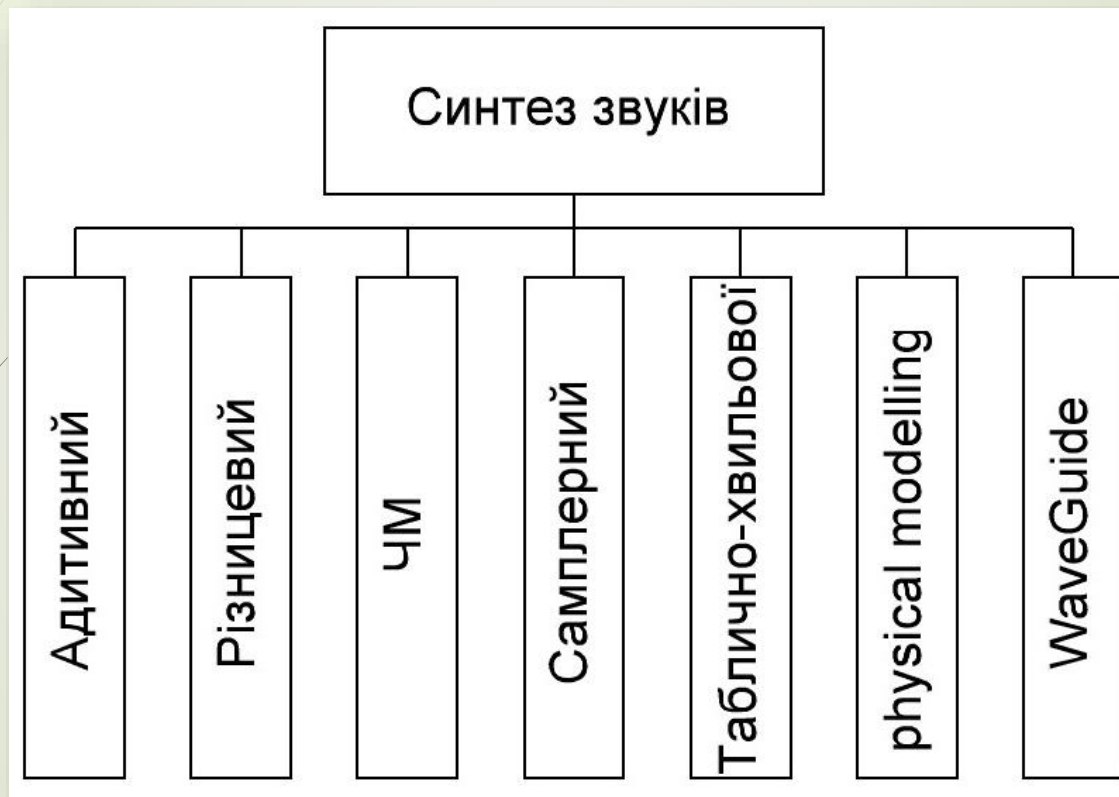 Синтез звуків
Адитивний
Різницевий
ЧМ
Самплерний
Таблично-хвильової
physical modelling
WaveGuide